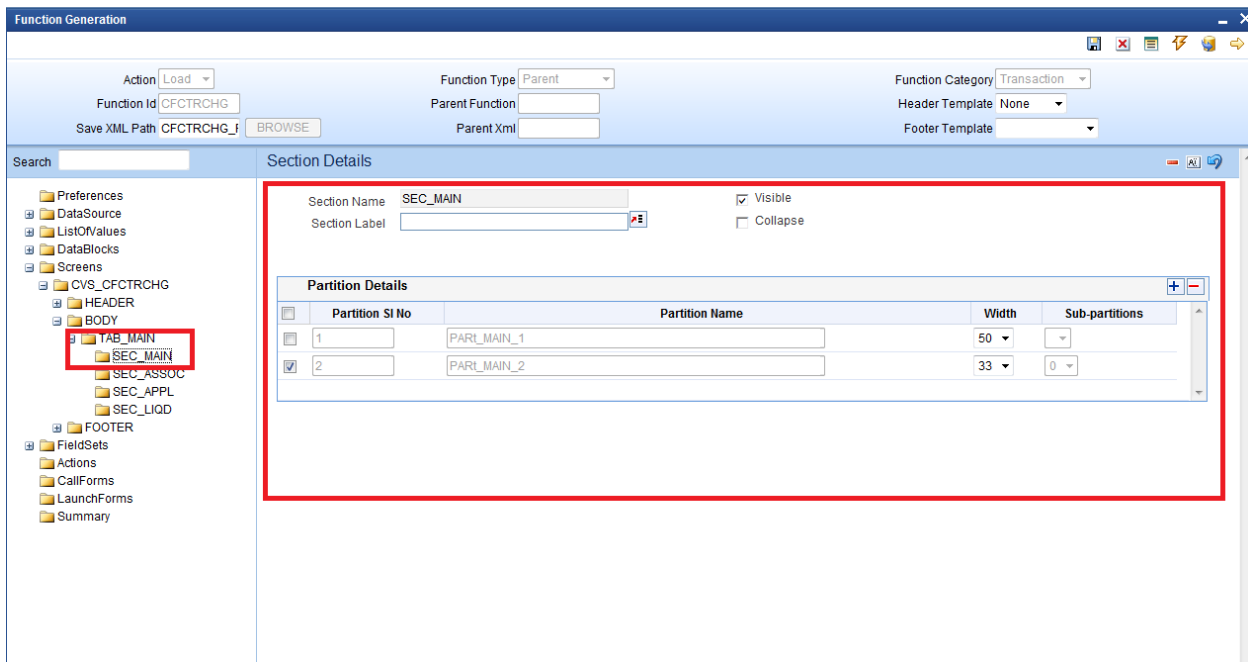 Function Generation
Action Load Function Type Parent Function Category Transaction
Function Id CFCTRCHG Parent Function Header Template None
Save XML Path CFCTRCHG_ BROWSE Parent Xml Footer Template
Search Section Details
Preferences
DataSource
ListOfValues
DataBlocks
Screens
CVS_CFCTRCHG
HEADER
BODY
TAB_MAIN
SEC_MAIN
SEC_ASSOC
SEC_APPL
SEC_LIQD
FOOTER
FieldSets
Actions
CallForms
LaunchForms
Summary
Section Name SEC_MAIN Visible
Section Label Collapse
Partition Details
Partition Sl No Partition Name Width Sub-partitions
1 PARt_MAIN_1 50
2 PARt_MAIN_2 33 0